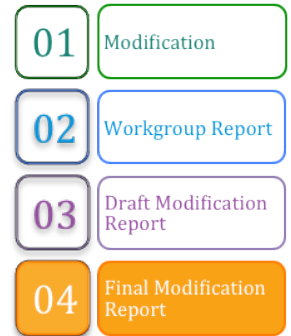 01 Modification
02 Workgroup Report
03 Draft Modification
Report
04 Final Modification
Report